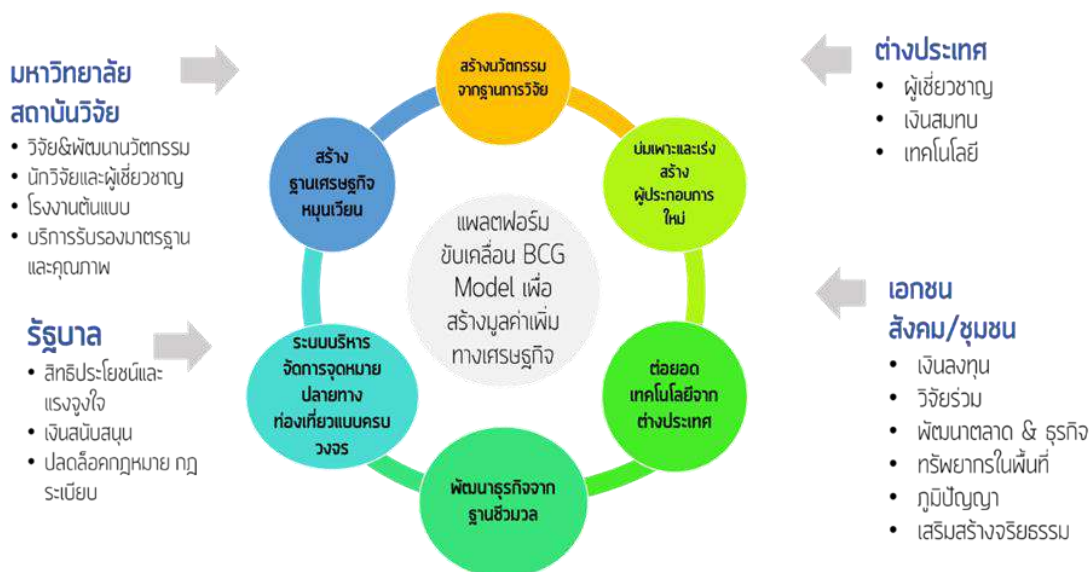 มหาวิทยาลัย
สถาบันวิจัย
• วิจัย&พัฒนานวัตกรรม
• นักวิจัยและผู้เชี่ยวชาญ
• โรงงานต้นแบบ
• บริการรับรองมาตรฐาน
และคุณภาพ
รัฐบาล
• สิทธิประโยชน์และ
แรงจูงใจ
• เงินสนับสนุน
• ปลดล็อคกฎหมาย กฎ
ระเบียบ
สร้างนวัตกรรม
จากฐานการวิจัย
บ่มเพาะและเร่ง
สร้าง
ผู้ประกอบการ
ใหม่
ต่อยอด
เทคโนโลยีจาก
ต่างประเทศ
พัฒนาธุรกิจจาก
ฐานชีวมวล
ระบบบริหาร
จัดการจุดหมาย
ปลายทาง
ท่องเที่ยวแบบครบ
วงจร
สร้าง
ฐานเศรษฐกิจ
หมุนเวียน
แพลตฟอร์ม
ขับเคลื่อน BCG
Model เพื่อ
สร้างมูลค่าเพิ่ม
ทางเศรษฐกิจ
ต่างประเทศ
• ผู้เชี่ยวชาญ
• เงินสมทบ
• เทคโนโลยี
เอกชน
สังคม/ชุมชน
• เงินลงทุน
• วิจัยร่วม
• พัฒนาตลาด & ธุรกิจ
• ทรัพยากรในพื้นที่
• ภูมิปัญญา
• เสริมสร้างจริยธรรม